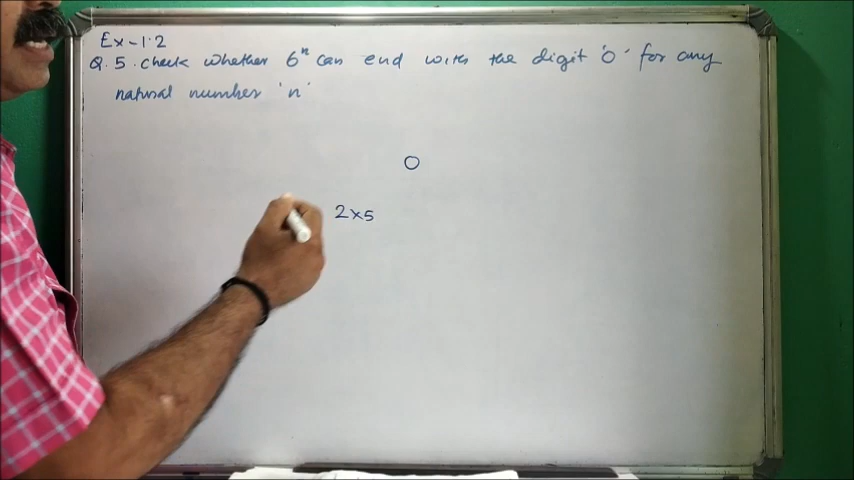 Ex-1.2
Q.5. check whether 6ⁿ can end with the digit '0' for any
natural number 'n'
0
2×5